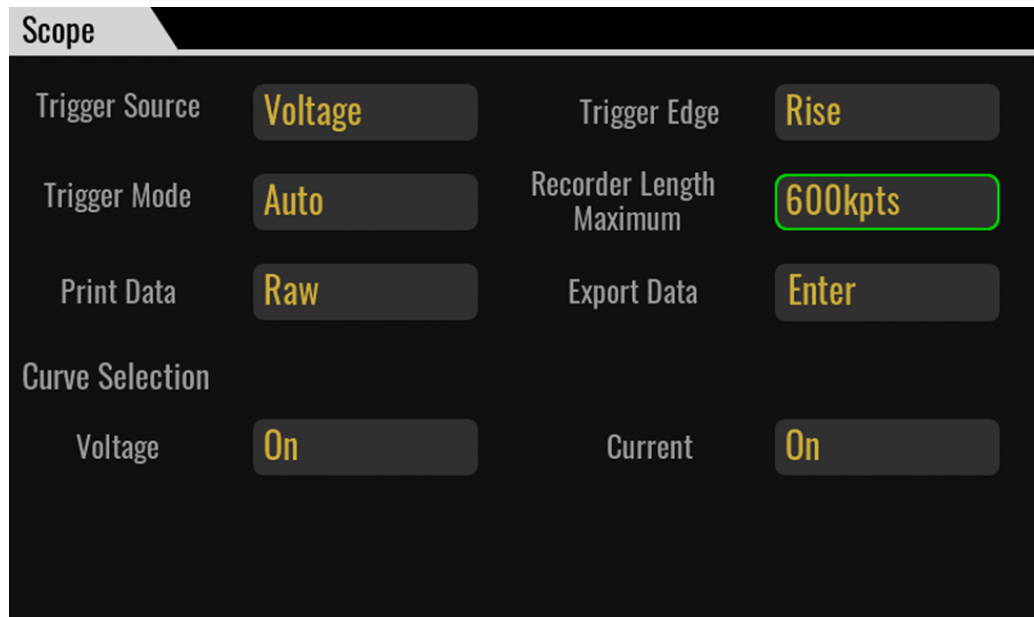 Scope
Trigger Source Voltage Trigger Edge Rise
Trigger Mode Auto Recorder Length
Maximum 600kpts
Print Data Raw Export Data Enter
Curve Selection
Voltage On Current On